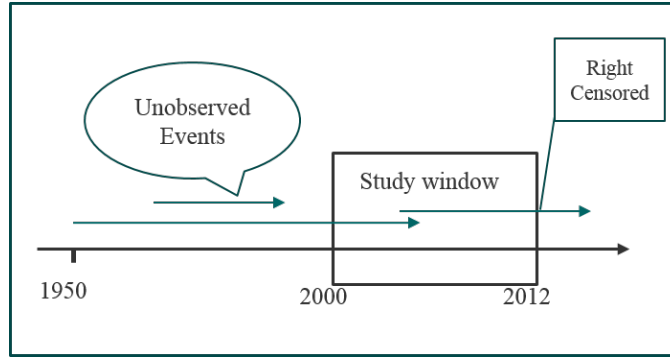 Unobserved
Events
Right
Censored
Study window
1950
2000
2012